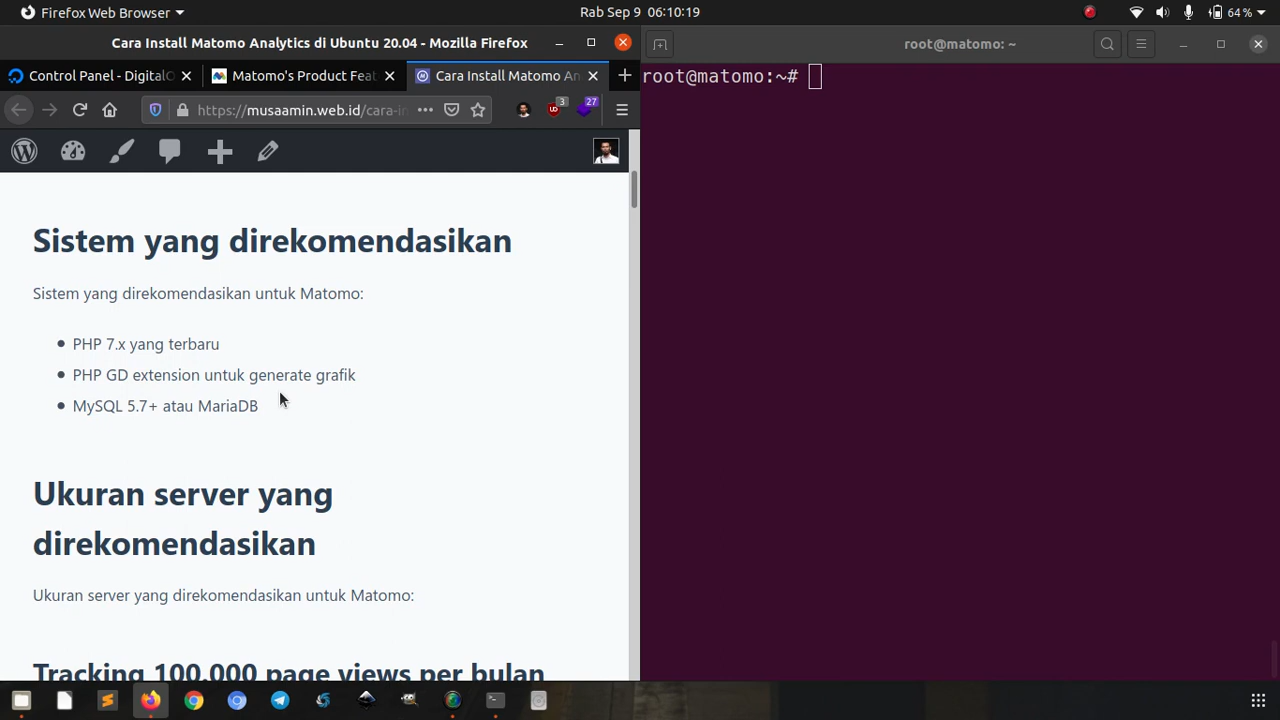 Firefox Web Browser
Rab Sep 9 06:10:19
64 %
Cara Install Matomo Analytics di Ubuntu 20.04 - Mozilla Firefox
root@matomo: ~
Control Panel - DigitalO
Matomo's Product Feat
Cara Install Matomo An
https://musaamin.web.id/cara-in
3
27
root@matomo:~#
Sistem yang direkomendasikan
Sistem yang direkomendasikan untuk Matomo:
PHP 7.x yang terbaru
PHP GD extension untuk generate grafik
MySQL 5.7+ atau MariaDB
Ukuran server yang
direkomendasikan
Ukuran server yang direkomendasikan untuk Matomo:
Tracking 100.000 page views per bulan